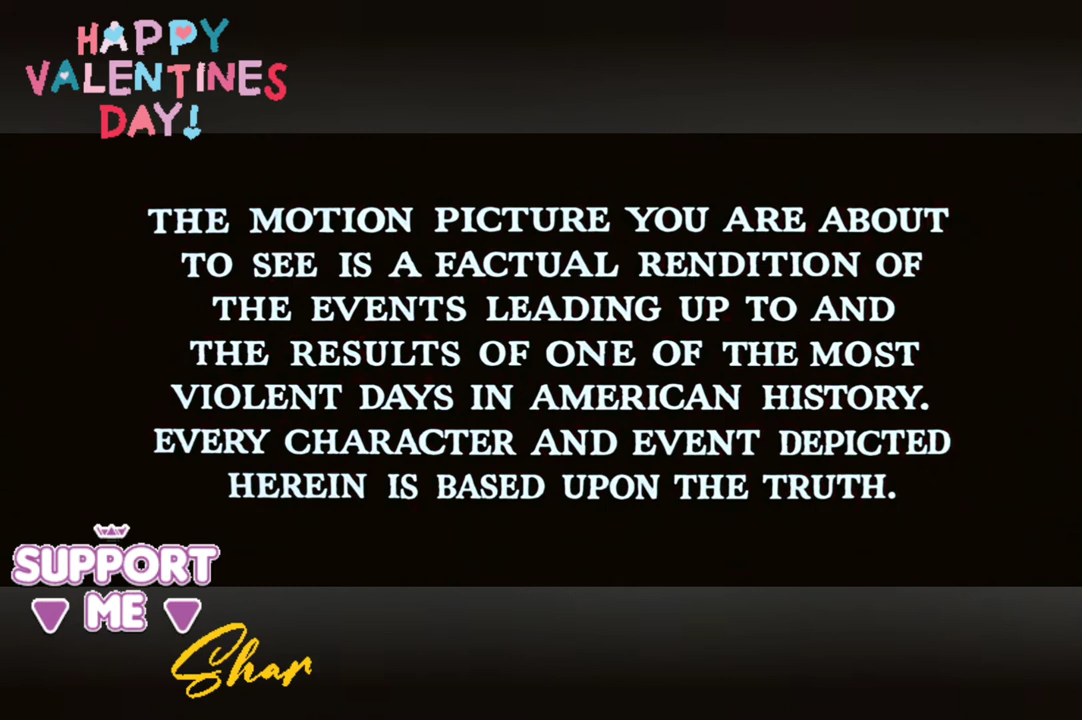 HAPPY
VALENTINES
DAY!
THE MOTION PICTURE YOU ARE ABOUT
TO SEE IS A FACTUAL RENDITION OF
THE EVENTS LEADING UP TO AND
THE RESULTS OF ONE OF THE MOST
VIOLENT DAYS IN AMERICAN HISTORY.
EVERY CHARACTER AND EVENT DEPICTED
HEREIN IS BASED UPON THE TRUTH.
SUPPORT
ME
Shar